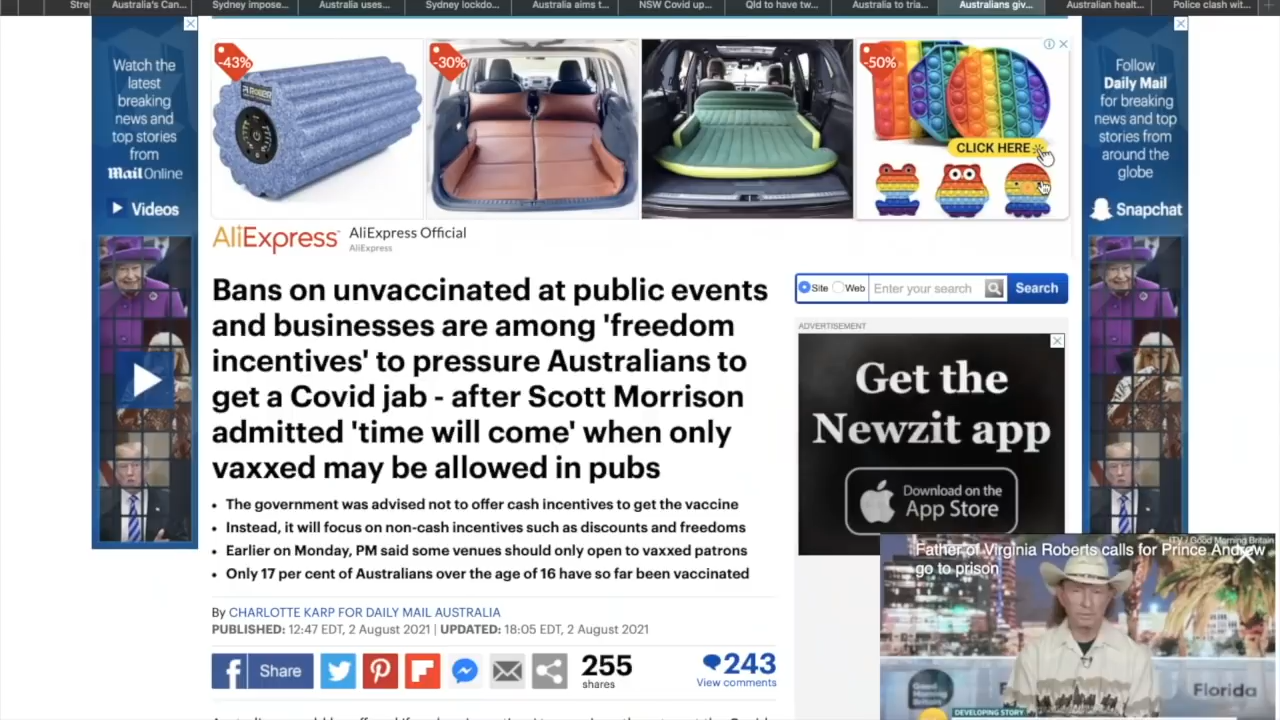 Stre
Australia's Can...
Sydney impose...
Australia uses...
Sydney lockdo...
Australia aims t...
NSW Covid up...
Qld to have tw...
Australia to tria...
Australians giv...
Australian healt...
Police clash wit...
Watch the
latest
breaking
news and
top stories
from
Mail Online
Videos
-43%
-30%
-50%
CLICK HERE
AliExpress
AliExpress Official
AliExpress
Follow
Daily Mail
for breaking
news and top
stories from
around the
globe
Snapchat
Bans on unvaccinated at public events
and businesses are among 'freedom
incentives' to pressure Australians to
get a Covid jab - after Scott Morrison
admitted 'time will come' when only
vaxxed may be allowed in pubs
• The government was advised not to offer cash incentives to get the vaccine
• Instead, it will focus on non-cash incentives such as discounts and freedoms
• Earlier on Monday, PM said some venues should only open to vaxxed patrons
• Only 17 per cent of Australians over the age of 16 have so far been vaccinated
By CHARLOTTE KARP FOR DAILY MAIL AUSTRALIA
PUBLISHED: 12:47 EDT, 2 August 2021 | UPDATED: 18:05 EDT, 2 August 2021
Share
255
shares
243
View comments
Site Web Enter your search Search
ADVERTISEMENT
Get the
Newzit app
Download on the
App Store
ITV / Good Morning Britain
Father of Virginia Roberts calls for Prince Andrew
go to prison
Good
Morning
Britain
Florida
DEVELOPING STORY